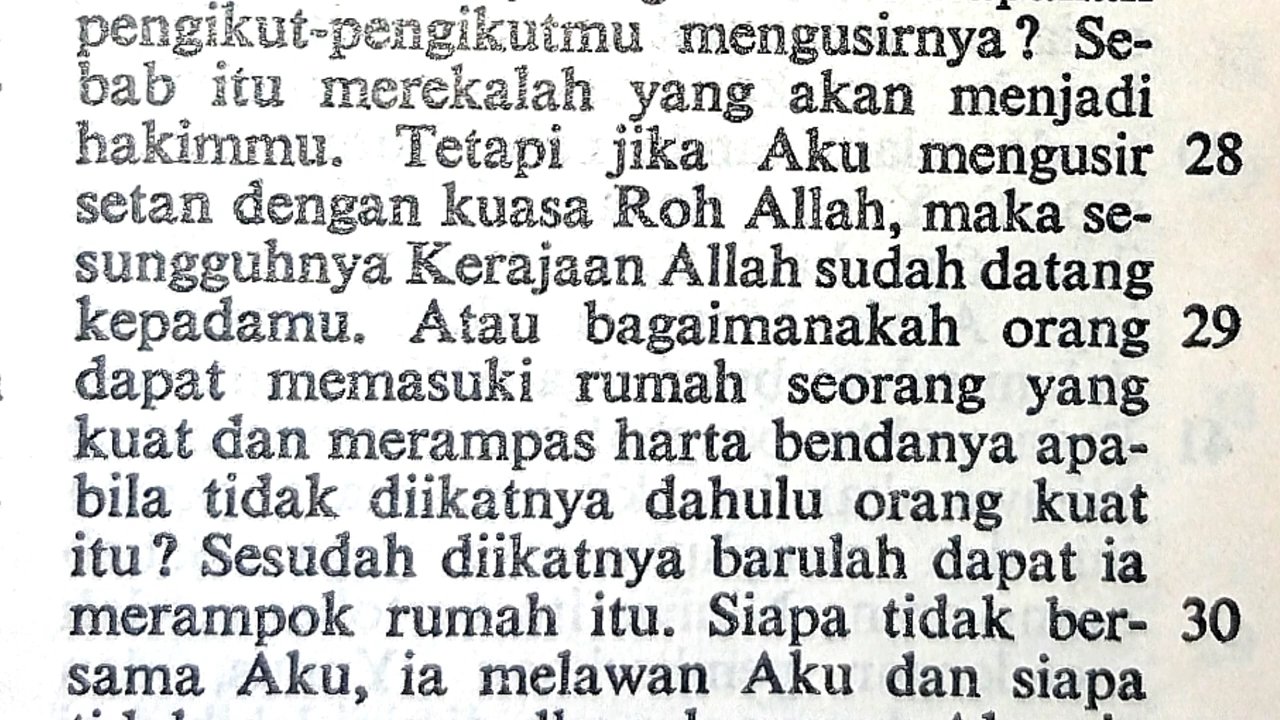 pengikut-pengikutmu mengusirnya? Se-
bab itu merekalah yang akan menjadi
hakimmu. Tetapi jika Aku mengusir 28
setan dengan kuasa Roh Allah, maka se-
sungguhnya Kerajaan Allah sudah datang
kepadamu. Atau bagaimanakah orang 29
dapat memasuki rumah seorang yang
kuat dan merampas harta bendanya apa-
bila tidak diikatnya dahulu orang kuat
itu? Sesudah diikatnya barulah dapat ia
merampok rumah itu. Siapa tidak ber- 30
sama Aku, ia melawan Aku dan siapa